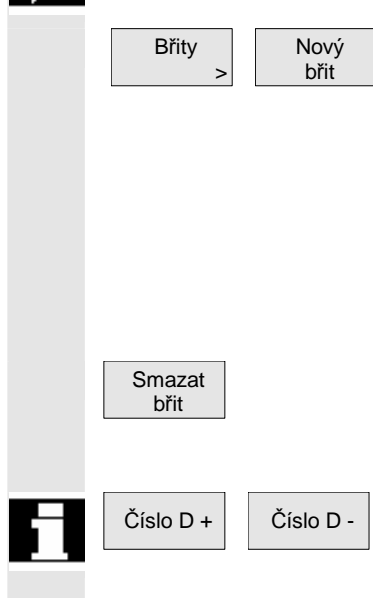 Břity
>
Nový
břit
Smazat
břit
Číslo D +
Číslo D -